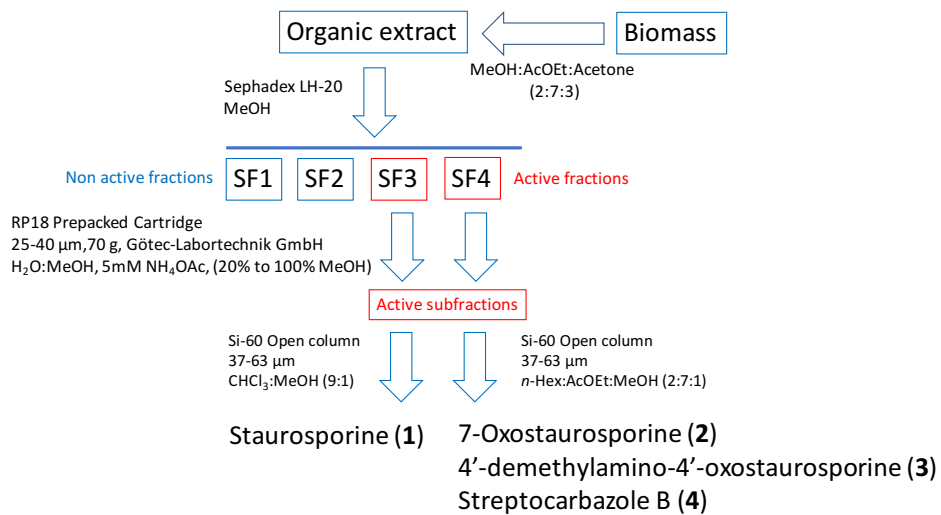 Organic extract
Biomass
MeOH:AcOEt:Acetone
(2:7:3)
Sephadex LH-20
MeOH
Non active fractions
SF1
SF2
SF3
SF4
Active fractions
RP18 Prepacked Cartridge
25-40 μm,70 g, Götec-Labortechnik GmbH
H₂O:MeOH, 5mM NH₄OAc, (20% to 100% MeOH)
Active subfractions
Si-60 Open column
37-63 μm
CHCl₃:MeOH (9:1)
Si-60 Open column
37-63 μm
n-Hex:AcOEt:MeOH (2:7:1)
Staurosporine (1)
7-Oxostaurosporine (2)
4’-demethylamino-4’-oxostaurosporine (3)
Streptocarbazole B (4)